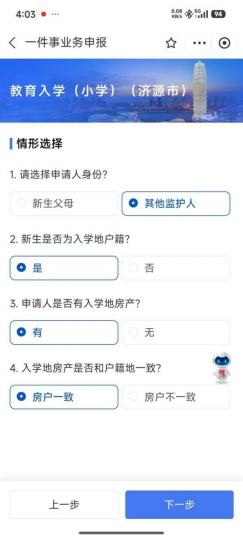 4:03
0.08 KB/s 5G 94
一件事业务申报
教育入学（小学）（济源市）
情形选择
1. 请选择申请人身份？
新生父母 其他监护人
2. 新生是否为入学地户籍？
是 否
3. 申请人是否有入学地房产？
有 无
4. 入学地房产是否和户籍地一致？
房户一致 房户不一致
上一步 下一步